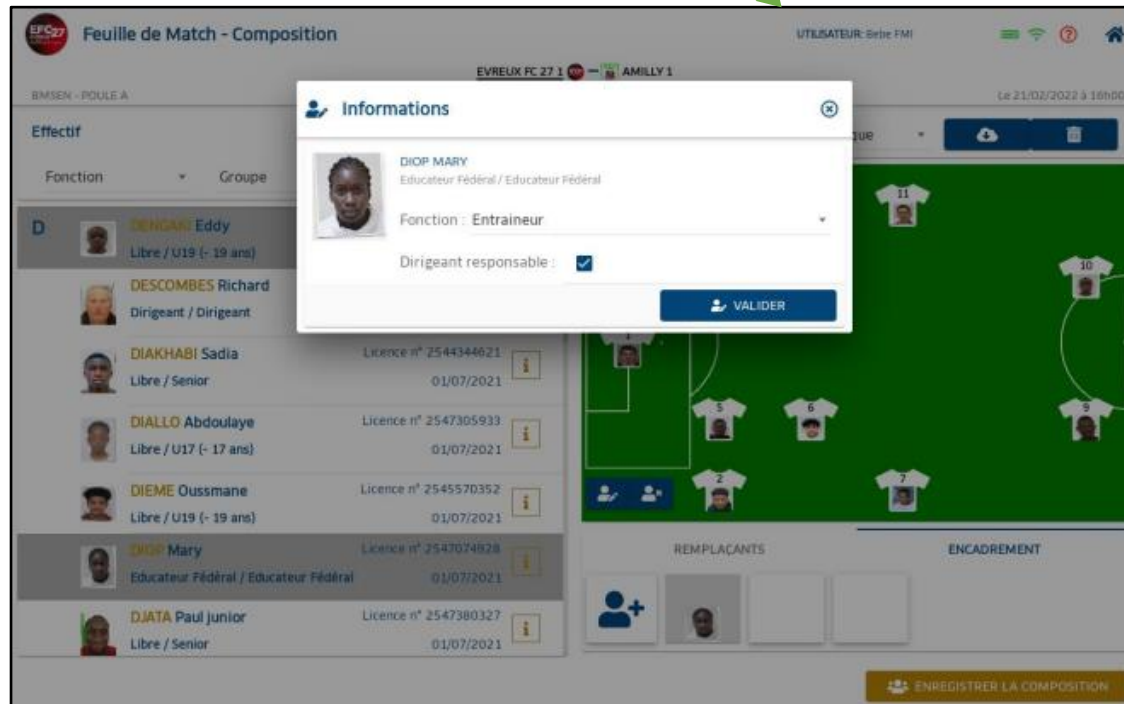 EFC27
Feuille de Match - Composition
UTILISATEUR: Bebe FMI
EVREUX FC 27 1 — AMILLY 1
BMSEN - POULE A
Le 21/02/2022 à 16h00
Informations
Effectif
que
DIOP MARY
Educateur Fédéral / Educateur Fédéral
Fonction
Groupe
Fonction : Entraineur
Dirigeant responsable :
VALIDER
D
Eddy
Libre / U19 (- 19 ans)
DESCOMBES Richard
Dirigeant / Dirigeant
DIAKHABI Sadia
Licence n° 2544344621
Libre / Senior
01/07/2021
DIALLO Abdoulaye
Licence n° 2547305933
Libre / U17 (- 17 ans)
01/07/2021
DIEME Oussmane
Licence n° 2545570352
Libre / U19 (- 19 ans)
01/07/2021
DIOP Mary
Licence n° 2547074928
Educateur Fédéral / Educateur Fédéral
01/07/2021
DJATA Paul junior
Licence n° 2547380327
Libre / Senior
01/07/2021
11
10
1
5
6
9
2
7
REMPLAÇANTS
ENCADREMENT
ENREGISTRER LA COMPOSITION